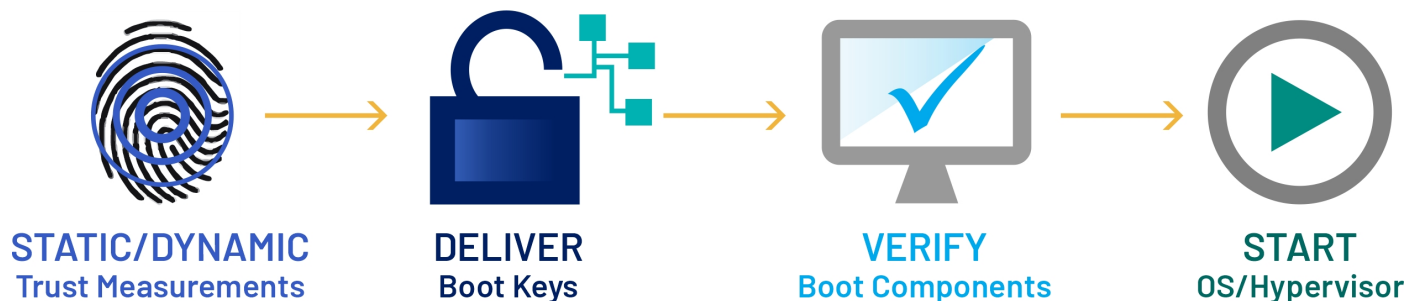 STATIC/DYNAMIC
Trust Measurements
DELIVER
Boot Keys
VERIFY
Boot Components
START
OS/Hypervisor